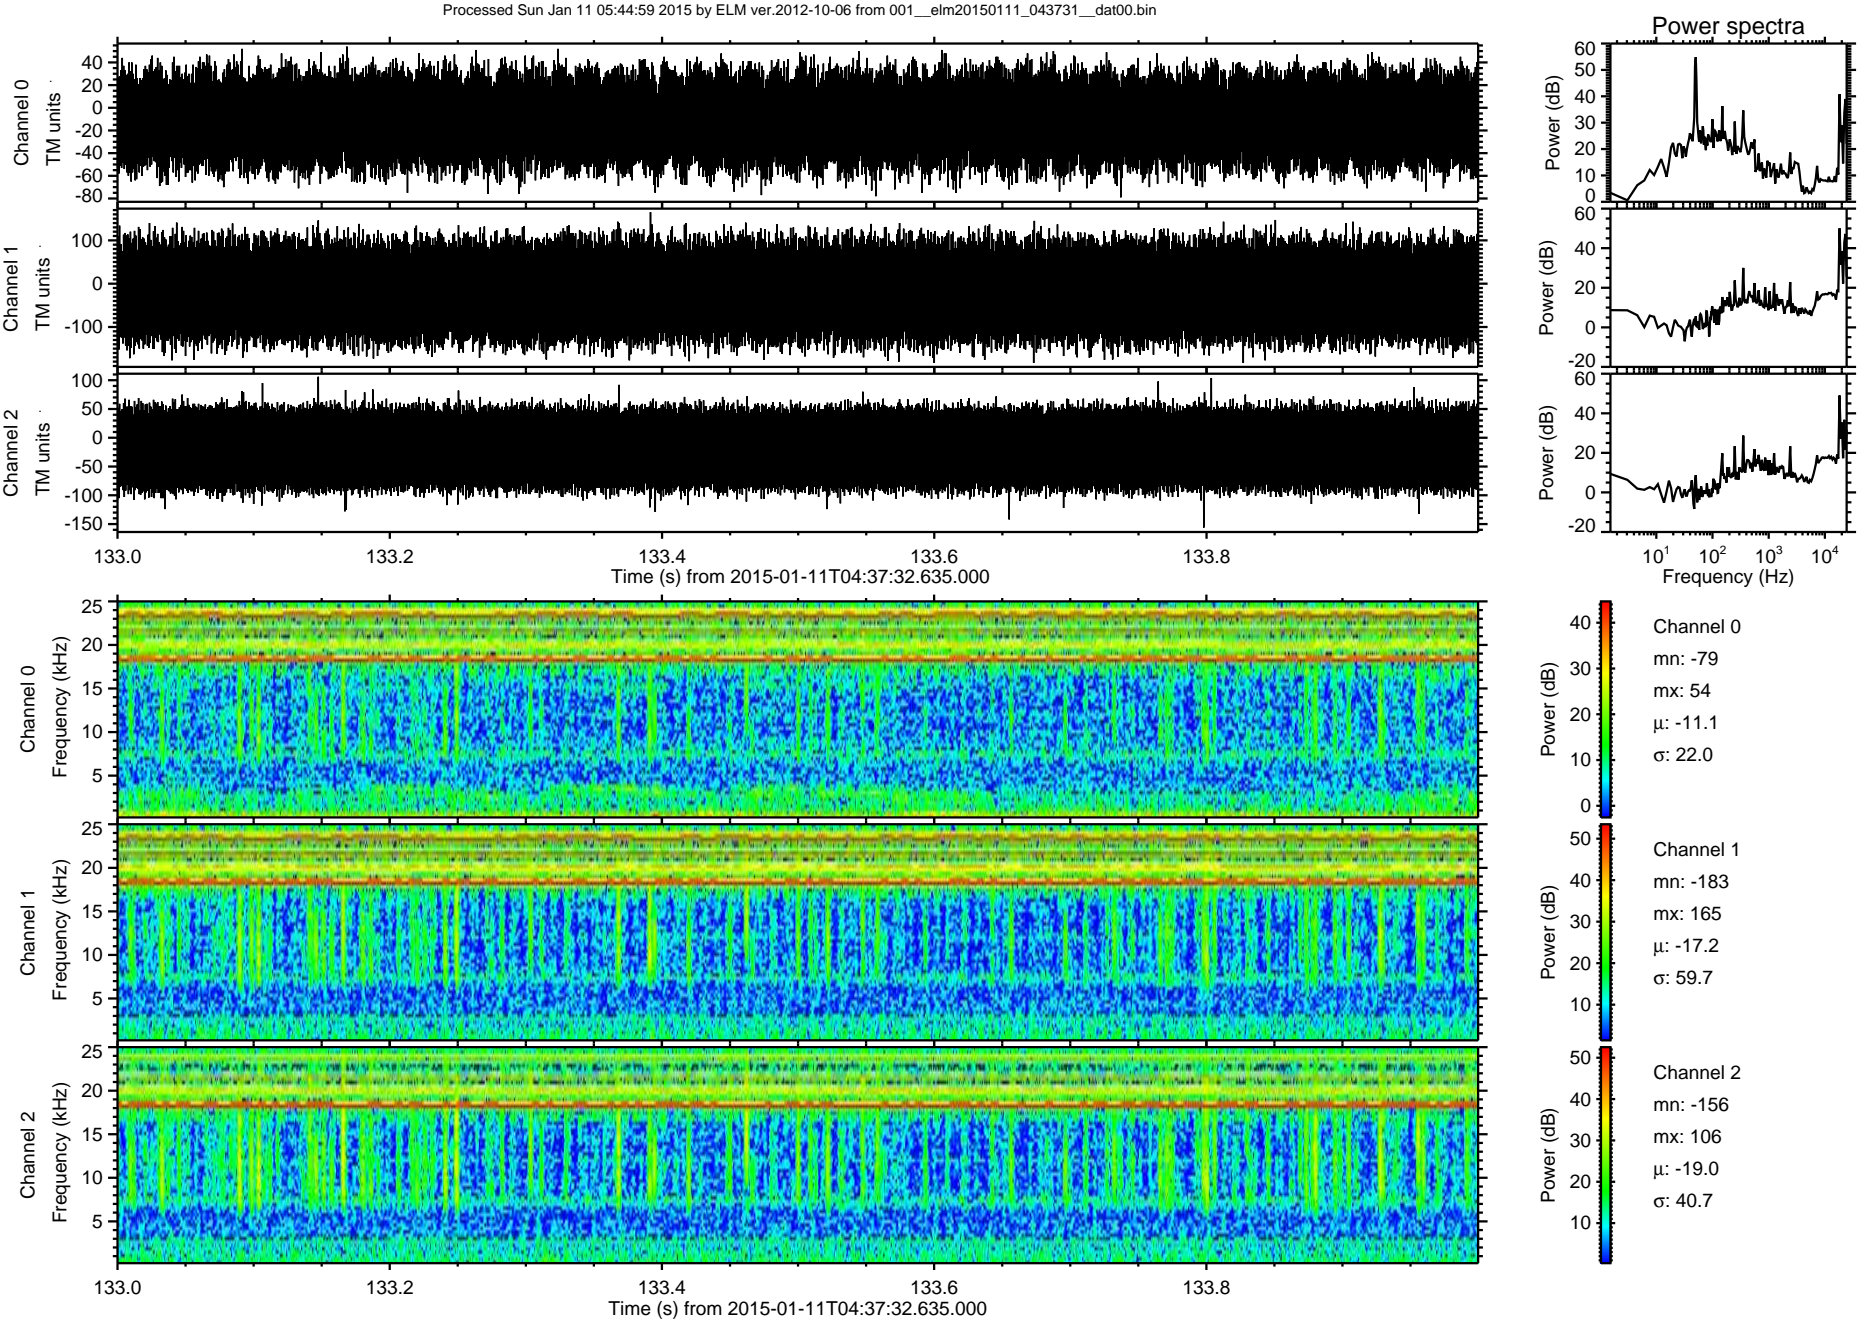 Processed Sun Jan 11 05:44:59 2015 by ELM ver.2012-10-06 from 001__elm20150111_043731__dat00.bin
Power spectra
Channel 0
TM units
40
20
0
-20
-40
-60
-80
Power (dB)
60
50
40
30
20
10
0
Channel 1
TM units
100
0
-100
Power (dB)
60
40
20
0
-20
Channel 2
TM units
100
50
0
-50
-100
-150
Power (dB)
60
40
20
0
-20
133.0 133.2 133.4 133.6 133.8
Time (s) from 2015-01-11T04:37:32.635.000
10^1 10^2 10^3 10^4
Frequency (Hz)
Channel 0
Frequency (kHz)
25
20
15
10
5
Power (dB)
40
30
20
10
0
Channel 0
mn: -79
mx: 54
μ: -11.1
σ: 22.0
Channel 1
Frequency (kHz)
25
20
15
10
5
Power (dB)
50
40
30
20
10
Channel 1
mn: -183
mx: 165
μ: -17.2
σ: 59.7
Channel 2
Frequency (kHz)
25
20
15
10
5
Power (dB)
50
40
30
20
10
Channel 2
mn: -156
mx: 106
μ: -19.0
σ: 40.7
133.0 133.2 133.4 133.6 133.8
Time (s) from 2015-01-11T04:37:32.635.000